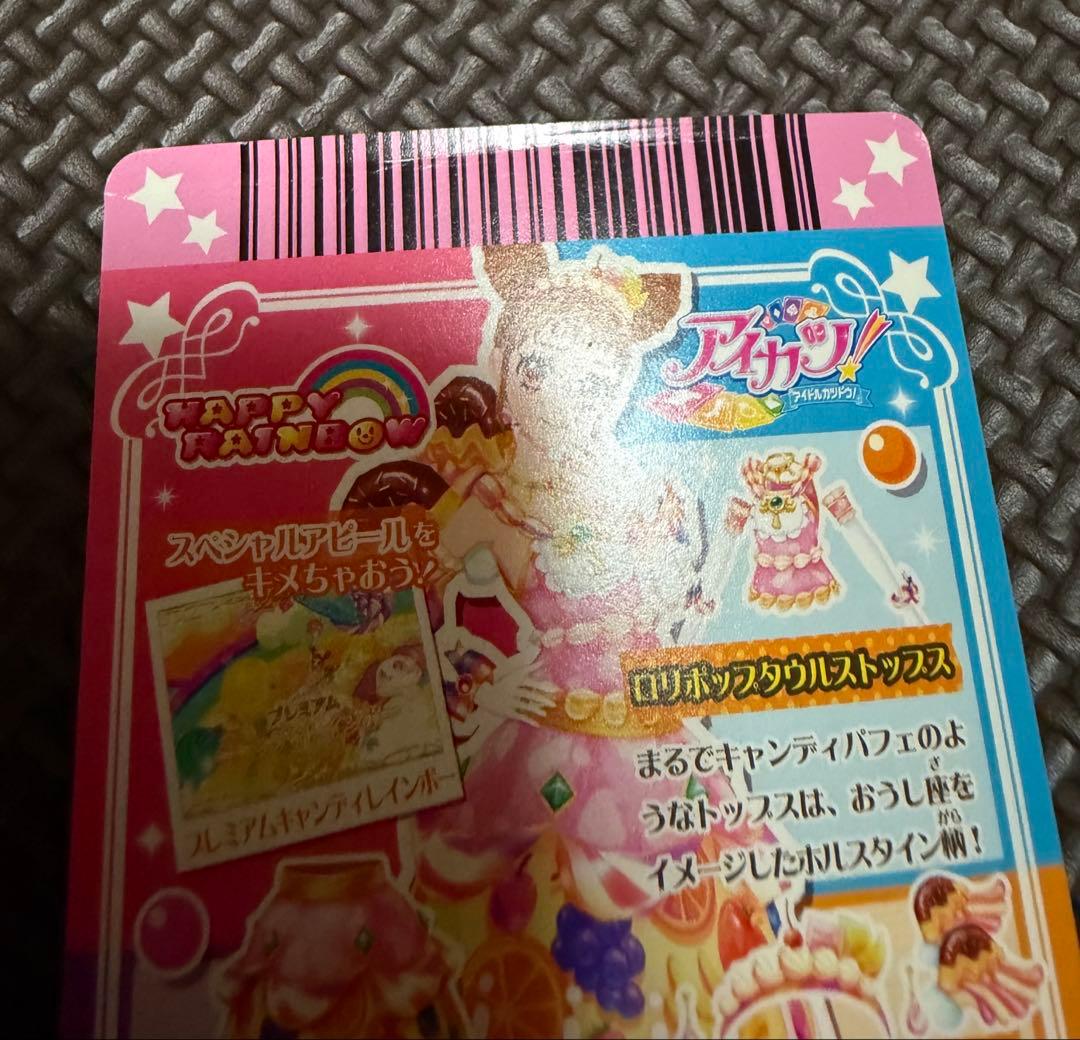 HAPPY
RAINBOW
アイカツ!
アイドルカツドウ!
スペシャルアピールを
キメちゃおう!
プレミアム
プレミアムキャンディレインボー
ロリポップタウルストップス
まるでキャンディパフェのよ
うなトップスは、おうし座をざ
イメージしたホルスタイン柄!がら